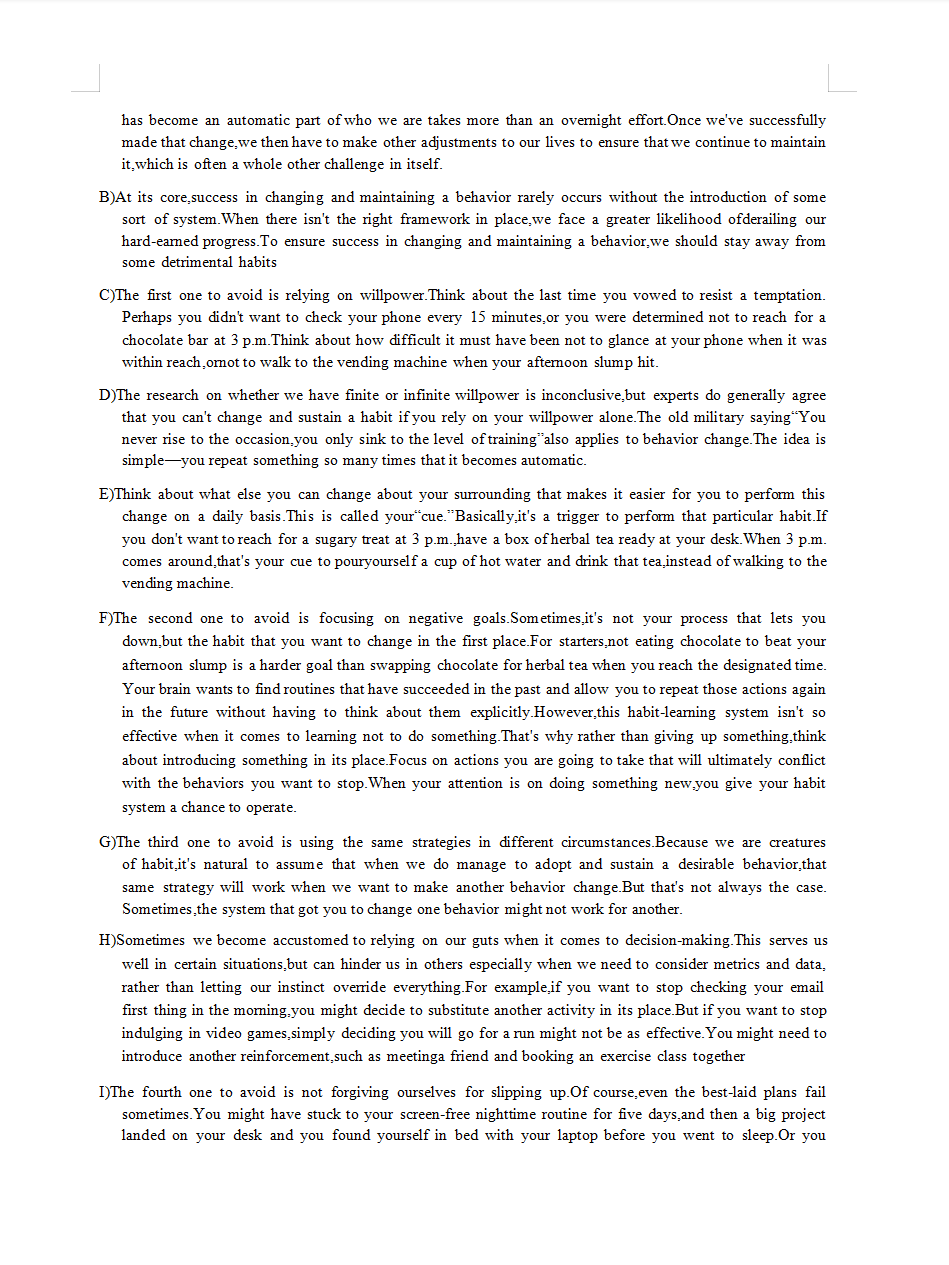 has become an automatic part of who we are takes more than an overnight effort.Once we've successfully
made that change,we then have to make other adjustments to our lives to ensure that we continue to maintain
it,which is often a whole other challenge in itself.
B)At its core,success in changing and maintaining a behavior rarely occurs without the introduction of some
sort of system.When there isn't the right framework in place,we face a greater likelihood ofderailing our
hard-earned progress.To ensure success in changing and maintaining a behavior,we should stay away from
some detrimental habits
C)The first one to avoid is relying on willpower.Think about the last time you vowed to resist a temptation.
Perhaps you didn't want to check your phone every 15 minutes,or you were determined not to reach for a
chocolate bar at 3 p.m.Think about how difficult it must have been not to glance at your phone when it was
within reach,ornot to walk to the vending machine when your afternoon slump hit.
D)The research on whether we have finite or infinite willpower is inconclusive,but experts do generally agree
that you can't change and sustain a habit if you rely on your willpower alone.The old military saying“You
never rise to the occasion,you only sink to the level of training”also applies to behavior change.The idea is
simple—you repeat something so many times that it becomes automatic.
E)Think about what else you can change about your surrounding that makes it easier for you to perform this
change on a daily basis.This is called your“cue.”Basically,it's a trigger to perform that particular habit.If
you don't want to reach for a sugary treat at 3 p.m.,have a box of herbal tea ready at your desk.When 3 p.m.
comes around,that's your cue to pouryourself a cup of hot water and drink that tea,instead of walking to the
vending machine.
F)The second one to avoid is focusing on negative goals.Sometimes,it's not your process that lets you
down,but the habit that you want to change in the first place.For starters,not eating chocolate to beat your
afternoon slump is a harder goal than swapping chocolate for herbal tea when you reach the designated time.
Your brain wants to find routines that have succeeded in the past and allow you to repeat those actions again
in the future without having to think about them explicitly.However,this habit-learning system isn't so
effective when it comes to learning not to do something.That's why rather than giving up something,think
about introducing something in its place.Focus on actions you are going to take that will ultimately conflict
with the behaviors you want to stop.When your attention is on doing something new,you give your habit
system a chance to operate.
G)The third one to avoid is using the same strategies in different circumstances.Because we are creatures
of habit,it's natural to assume that when we do manage to adopt and sustain a desirable behavior,that
same strategy will work when we want to make another behavior change.But that's not always the case.
Sometimes,the system that got you to change one behavior might not work for another.
H)Sometimes we become accustomed to relying on our guts when it comes to decision-making.This serves us
well in certain situations,but can hinder us in others especially when we need to consider metrics and data,
rather than letting our instinct override everything.For example,if you want to stop checking your email
first thing in the morning,you might decide to substitute another activity in its place.But if you want to stop
indulging in video games,simply deciding you will go for a run might not be as effective.You might need to
introduce another reinforcement,such as meetinga friend and booking an exercise class together
I)The fourth one to avoid is not forgiving ourselves for slipping up.Of course,even the best-laid plans fail
sometimes.You might have stuck to your screen-free nighttime routine for five days,and then a big project
landed on your desk and you found yourself in bed with your laptop before you went to sleep.Or you